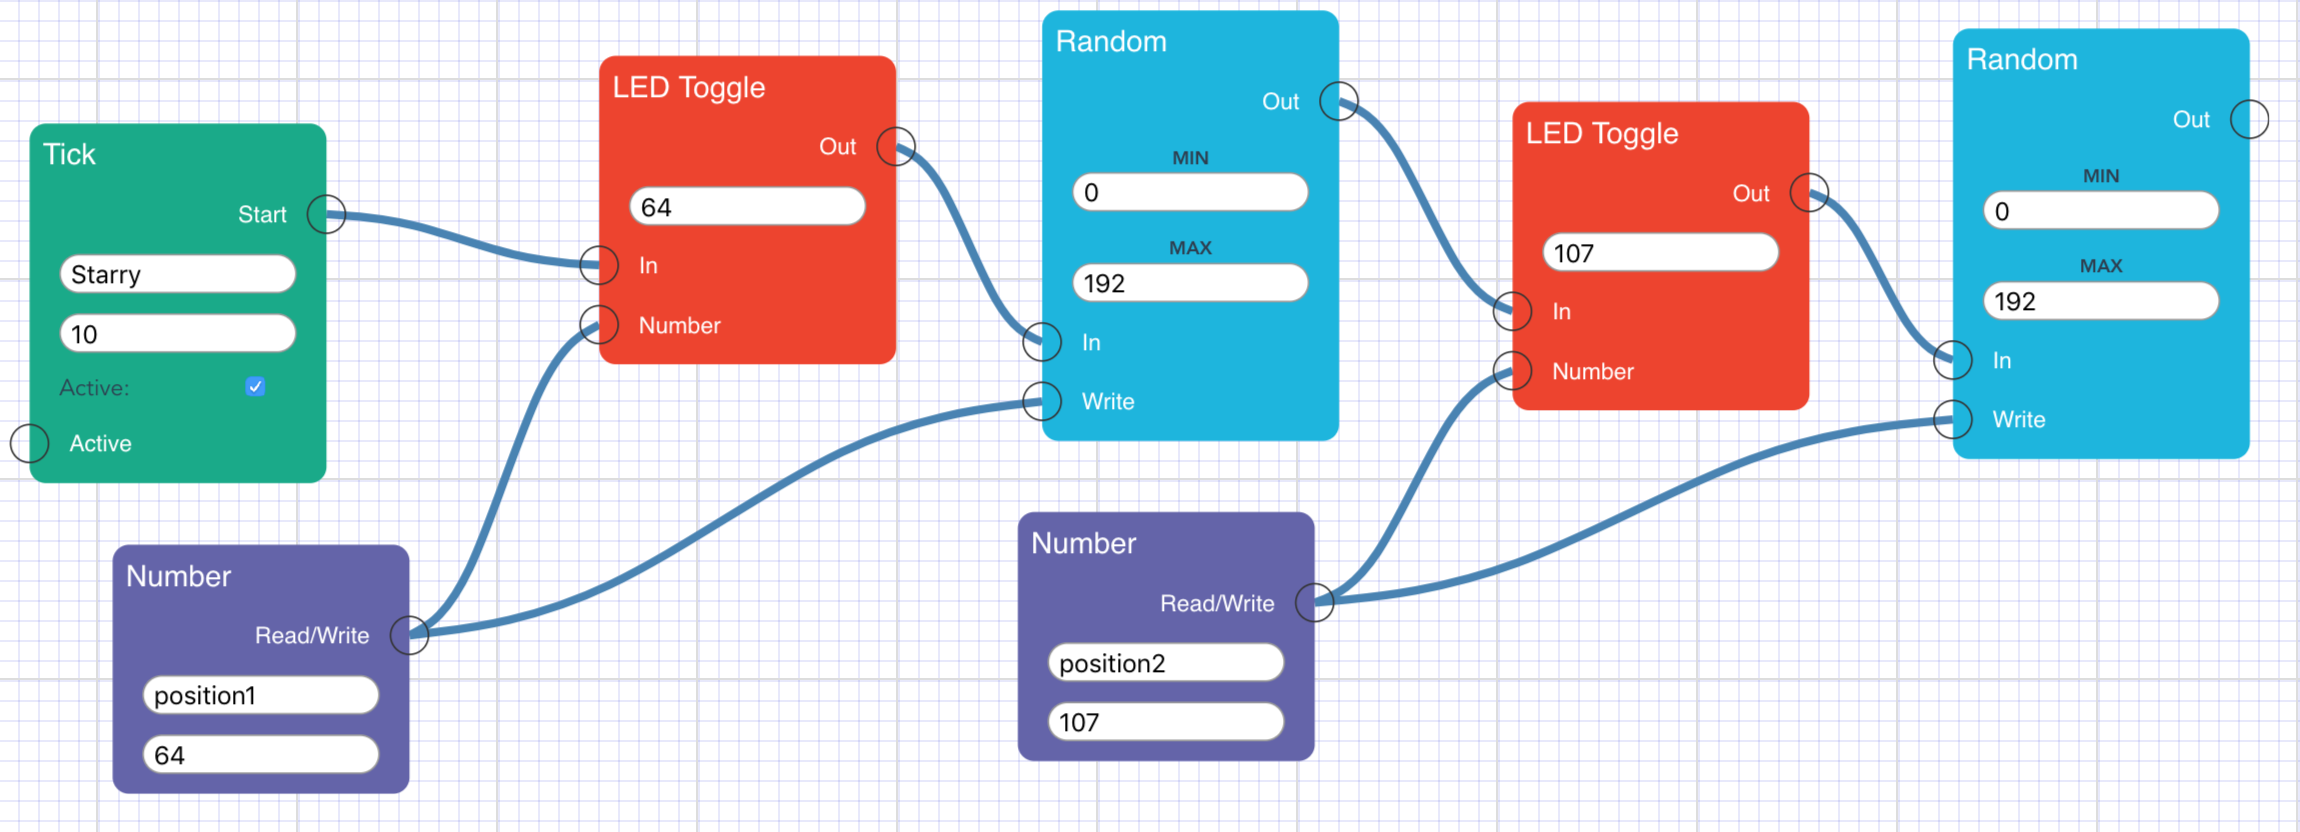 Tick
Start
Starry
10
Active:
Active
Number
Read/Write
position1
64
LED Toggle
Out
64
In
Number
Random
Out
MIN
0
MAX
192
In
Write
Number
Read/Write
position2
107
LED Toggle
Out
107
In
Number
Random
Out
MIN
0
MAX
192
In
Write